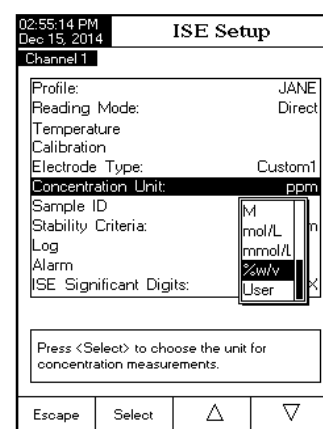 02:55:14 PM
Dec 15, 2014
ISE Setup
Channel 1
Profile: JANE
Reading Mode: Direct
Temperature
Calibration
Electrode Type: Custom1
Concentration Unit: ppm
Sample ID
Stability Criteria:
Log
Alarm
ISE Significant Digits:
M
mol/L
mmol/L
%w/v
User
Press <Select> to choose the unit for
concentration measurements.
Escape Select △ ▽